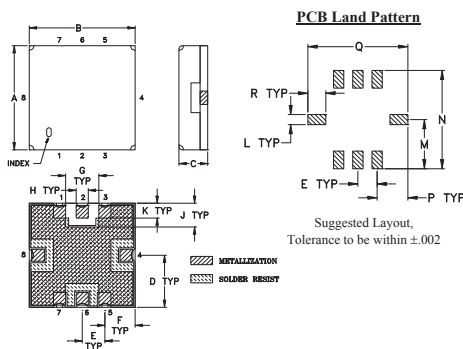 PCB Land Pattern
B
7 6 5
A
8
4
INDEX
1 2 3
C
Q
R TYP
L TYP
N
M
E TYP
P TYP
Suggested Layout,
Tolerance to be within ±.002
G
TYP
H TYP
1 2 3
K TYP
J TYP
8
4
D
TYP
7 6 5
F
TYP
E
TYP
METALLIZATION
SOLDER RESIST